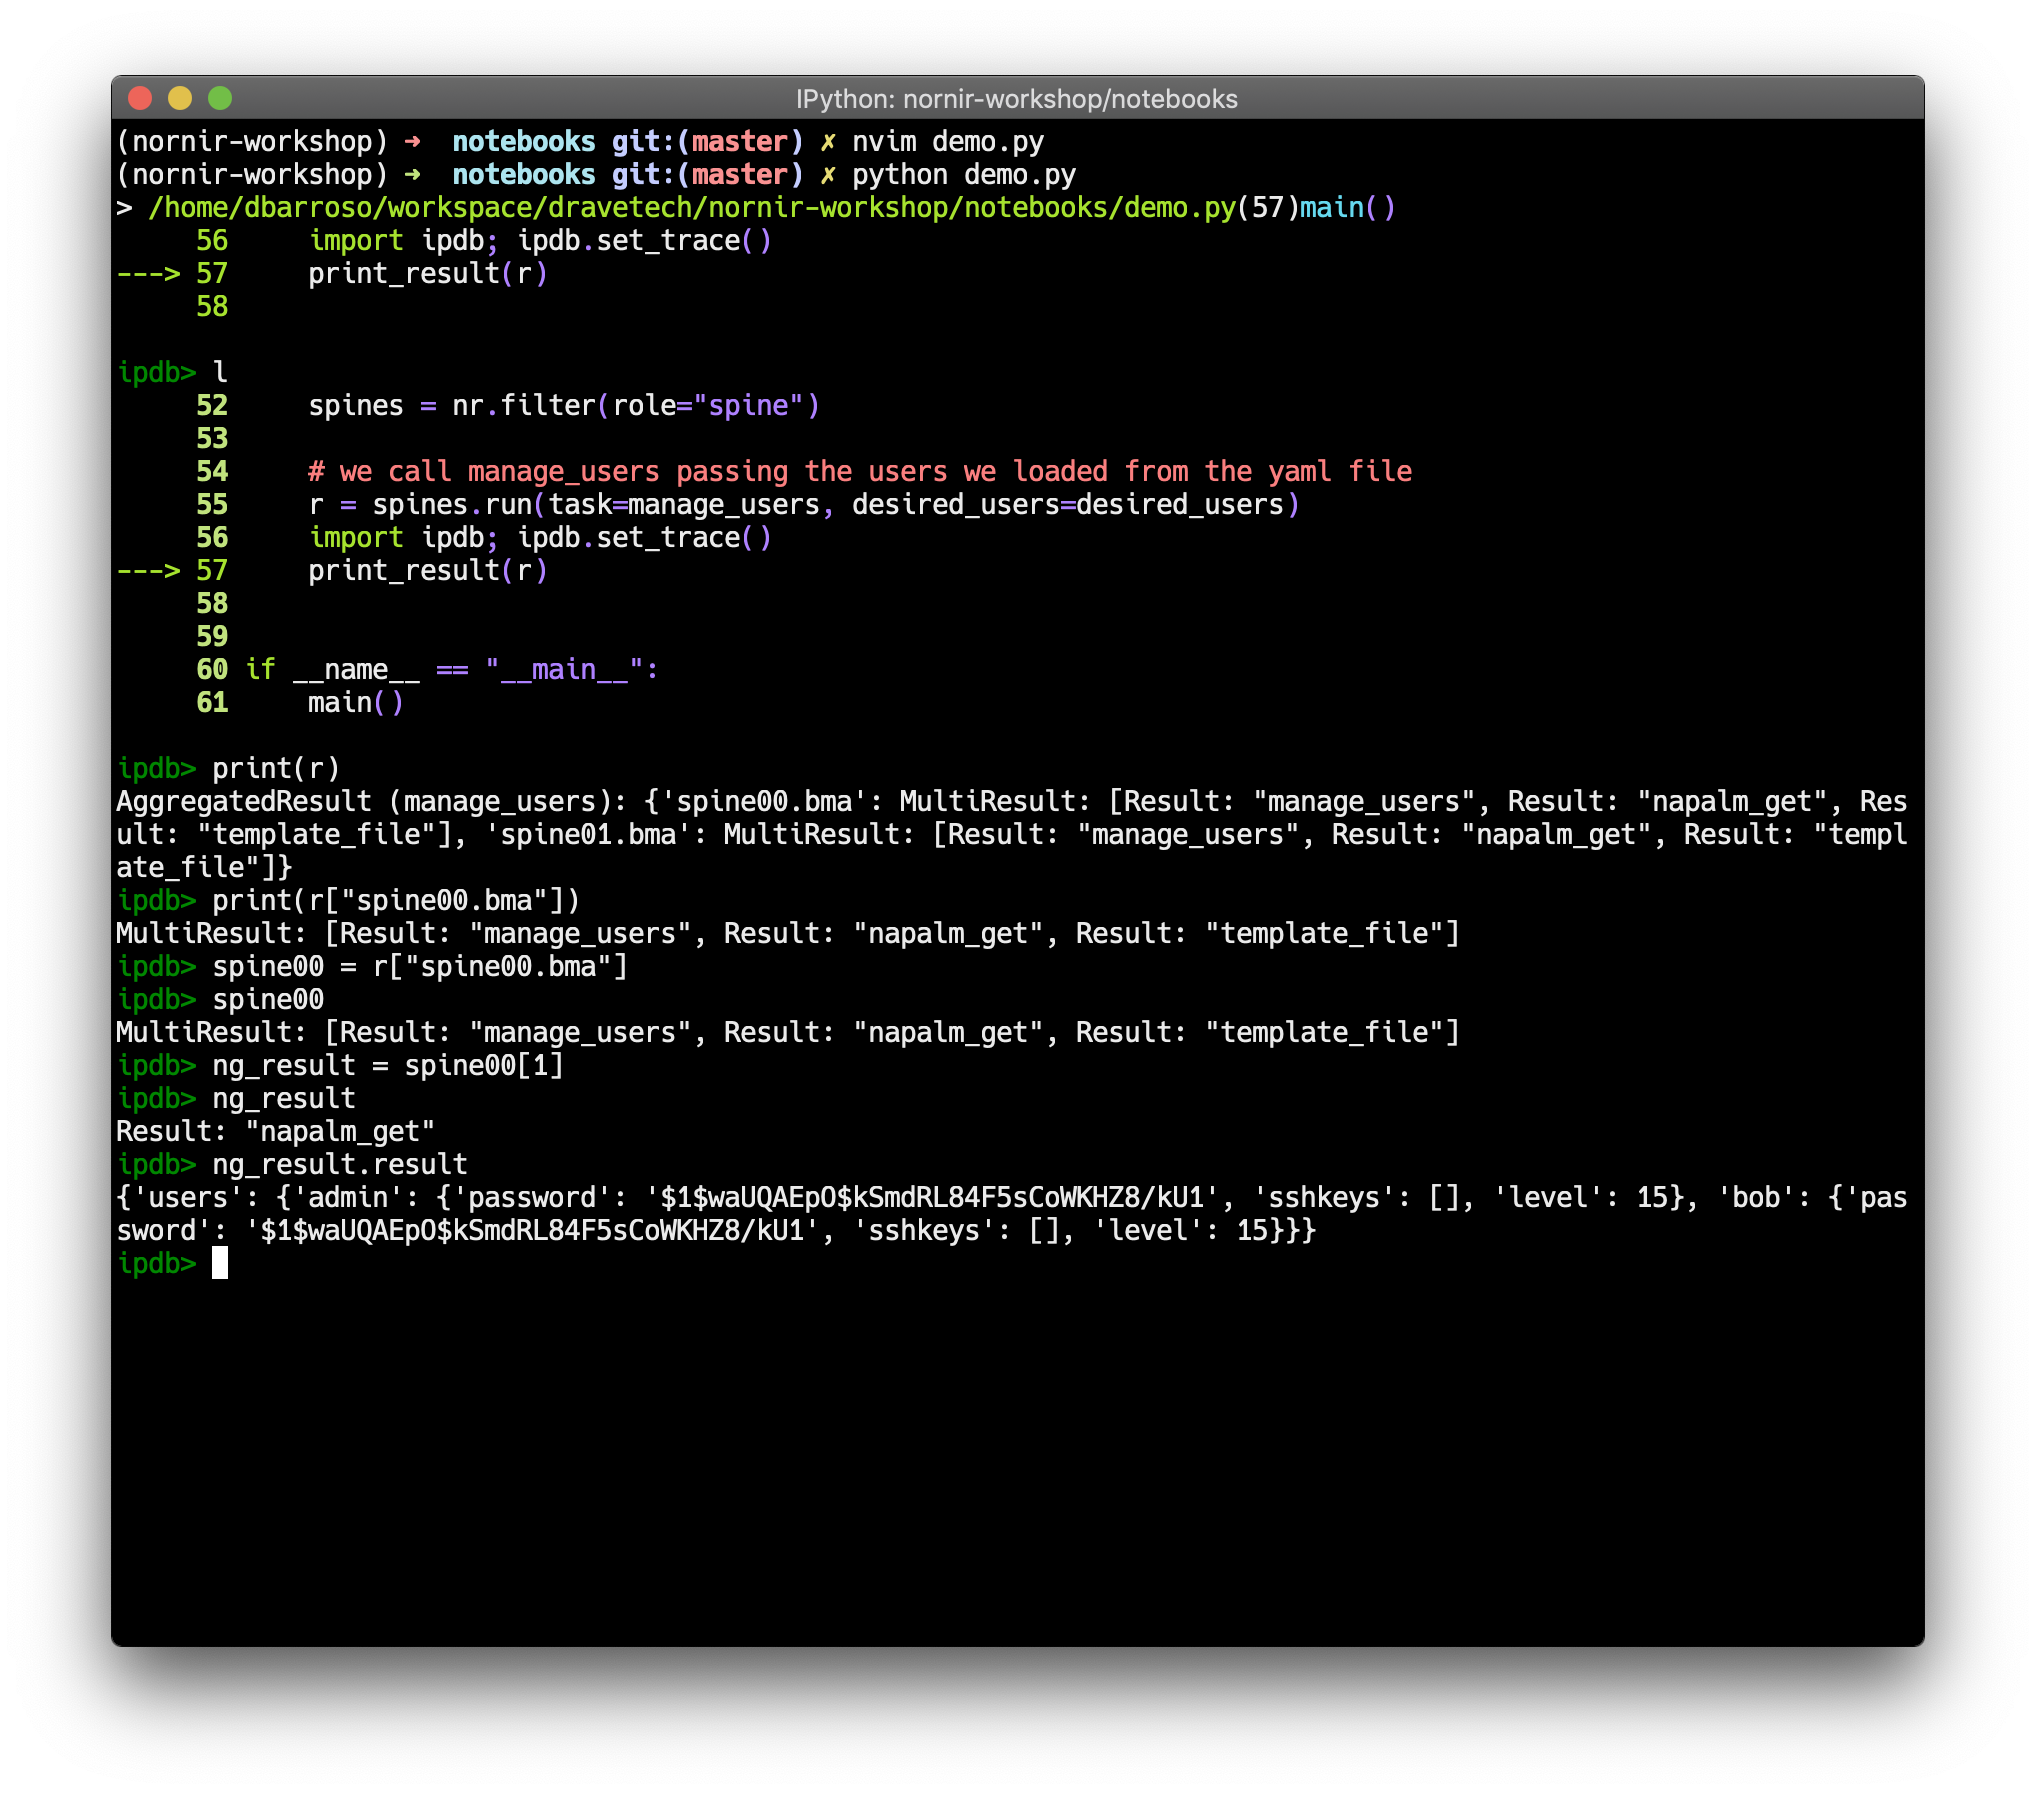 IPython: nornir-workshop/notebooks
(nornir-workshop) ➜  notebooks git:(master) ✗ nvim demo.py
(nornir-workshop) ➜  notebooks git:(master) ✗ python demo.py
> /home/dbarroso/workspace/dravetech/nornir-workshop/notebooks/demo.py(57)main()
     56     import ipdb; ipdb.set_trace()
---> 57     print_result(r)
     58
ipdb> l
     52     spines = nr.filter(role="spine")
     53
     54     # we call manage_users passing the users we loaded from the yaml file
     55     r = spines.run(task=manage_users, desired_users=desired_users)
     56     import ipdb; ipdb.set_trace()
---> 57     print_result(r)
     58
     59
     60 if __name__ == "__main__":
     61     main()
ipdb> print(r)
AggregatedResult (manage_users): {'spine00.bma': MultiResult: [Result: "manage_users", Result: "napalm_get", Res
ult: "template_file"], 'spine01.bma': MultiResult: [Result: "manage_users", Result: "napalm_get", Result: "templ
ate_file"]}
ipdb> print(r["spine00.bma"])
MultiResult: [Result: "manage_users", Result: "napalm_get", Result: "template_file"]
ipdb> spine00 = r["spine00.bma"]
ipdb> spine00
MultiResult: [Result: "manage_users", Result: "napalm_get", Result: "template_file"]
ipdb> ng_result = spine00[1]
ipdb> ng_result
Result: "napalm_get"
ipdb> ng_result.result
{'users': {'admin': {'password': '$1$waUQAEpO$kSmdRL84F5sCoWKHZ8/kU1', 'sshkeys': [], 'level': 15}, 'bob': {'pas
sword': '$1$waUQAEpO$kSmdRL84F5sCoWKHZ8/kU1', 'sshkeys': [], 'level': 15}}}
ipdb>